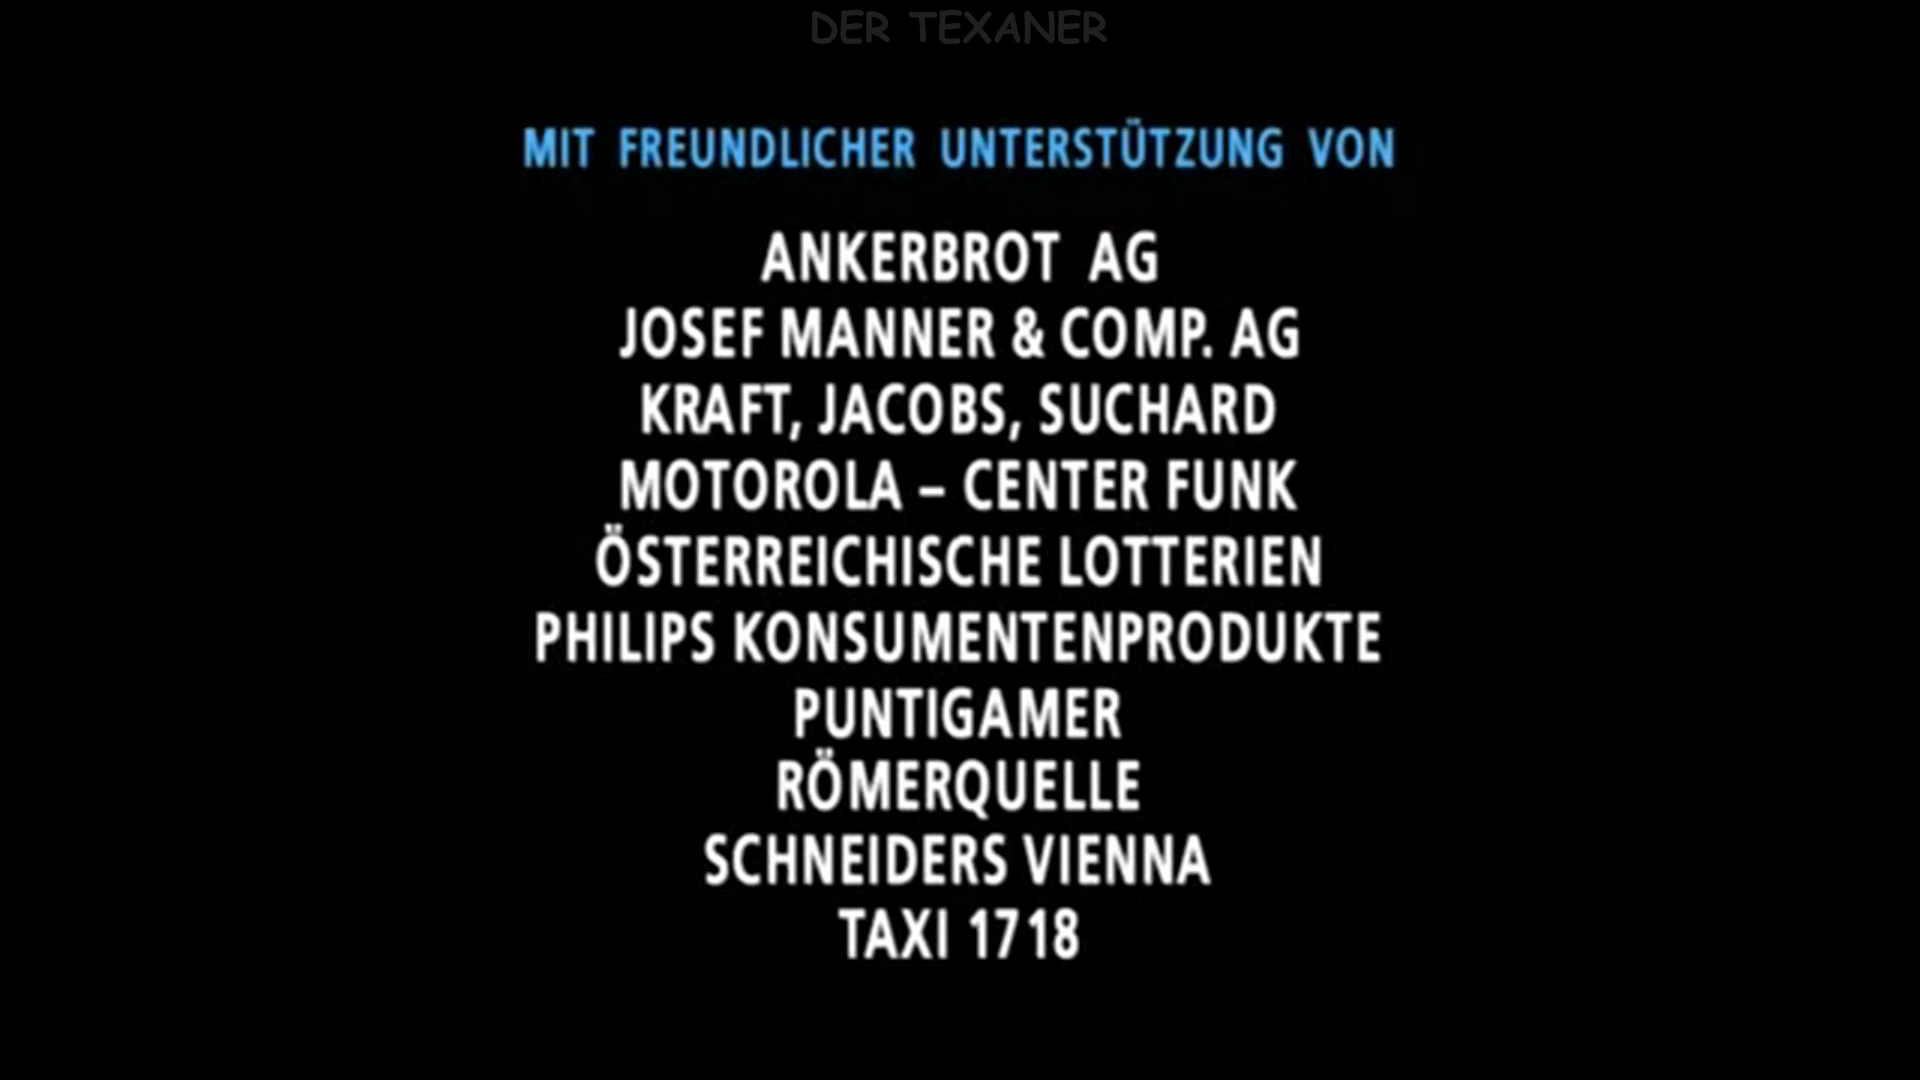 DER TEXANER
MIT FREUNDLICHER UNTERSTÜTZUNG VON
ANKERBROT AG
JOSEF MANNER & COMP. AG
KRAFT, JACOBS, SUCHARD
MOTOROLA – CENTER FUNK
ÖSTERREICHISCHE LOTTERIEN
PHILIPS KONSUMENTENPRODUKTE
PUNTIGAMER
RÖMERQUELLE
SCHNEIDERS VIENNA
TAXI 1718